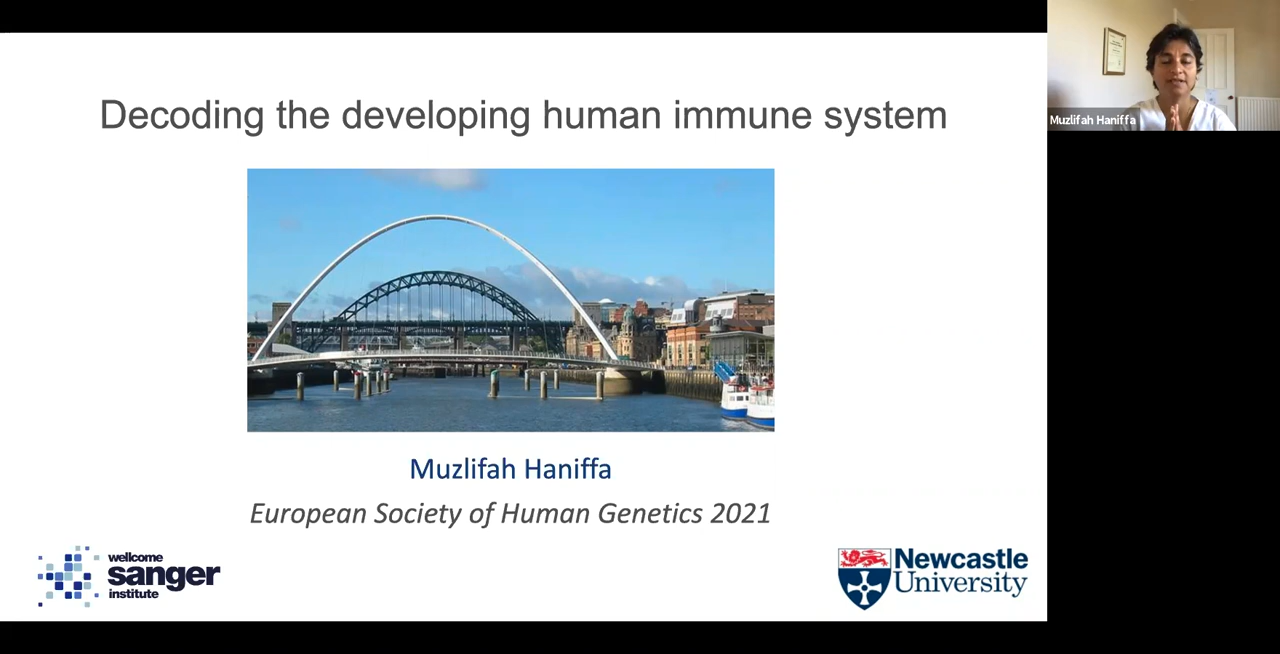 Decoding the developing human immune system
Muzlifah Haniffa
Muzlifah Haniffa
European Society of Human Genetics 2021
wellcome
sanger
institute
Newcastle
University